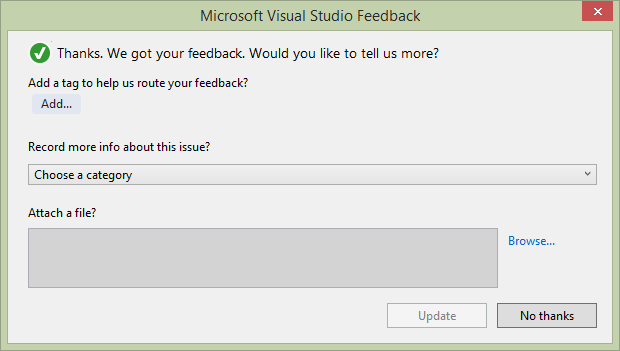 Microsoft Visual Studio Feedback
Thanks. We got your feedback. Would you like to tell us more?
Add a tag to help us route your feedback?
Add...
Record more info about this issue?
Choose a category
Attach a file?
Browse...
Update
No thanks